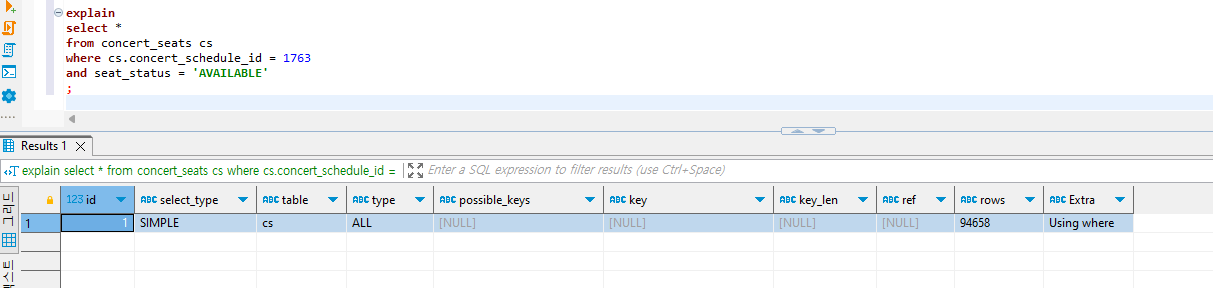 explain
select *
from concert_seats cs
where cs.concert_schedule_id = 1763
and seat_status = 'AVAILABLE'
;
Results 1
explain select * from concert_seats cs where cs.concert_schedule_id =
Enter a SQL expression to filter results (use Ctrl+Space)
그리드
123 id ABC select_type ABC table ABC type ABC possible_keys ABC key ABC key_len ABC ref ABC rows ABC Extra
1 1 SIMPLE cs ALL [NULL] [NULL] [NULL] [NULL] 94658 Using where